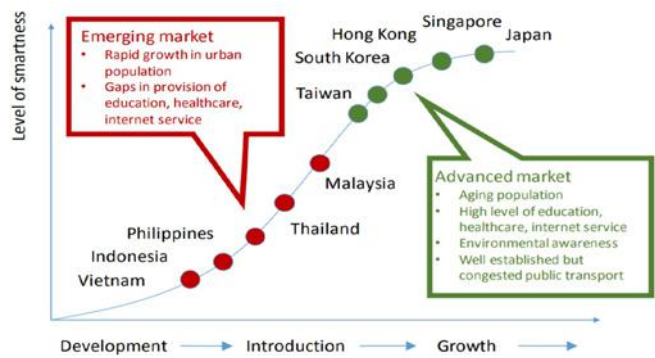 Level of smartness
Emerging market
• Rapid growth in urban
population
• Gaps in provision of
education, healthcare,
internet service
Singapore
Hong Kong
Japan
South Korea
Taiwan
Malaysia
Thailand
Philippines
Indonesia
Vietnam
Advanced market
• Aging population
• High level of education,
healthcare, internet service
• Environmental awareness
• Well established but
congested public transport
Development
Introduction
Growth